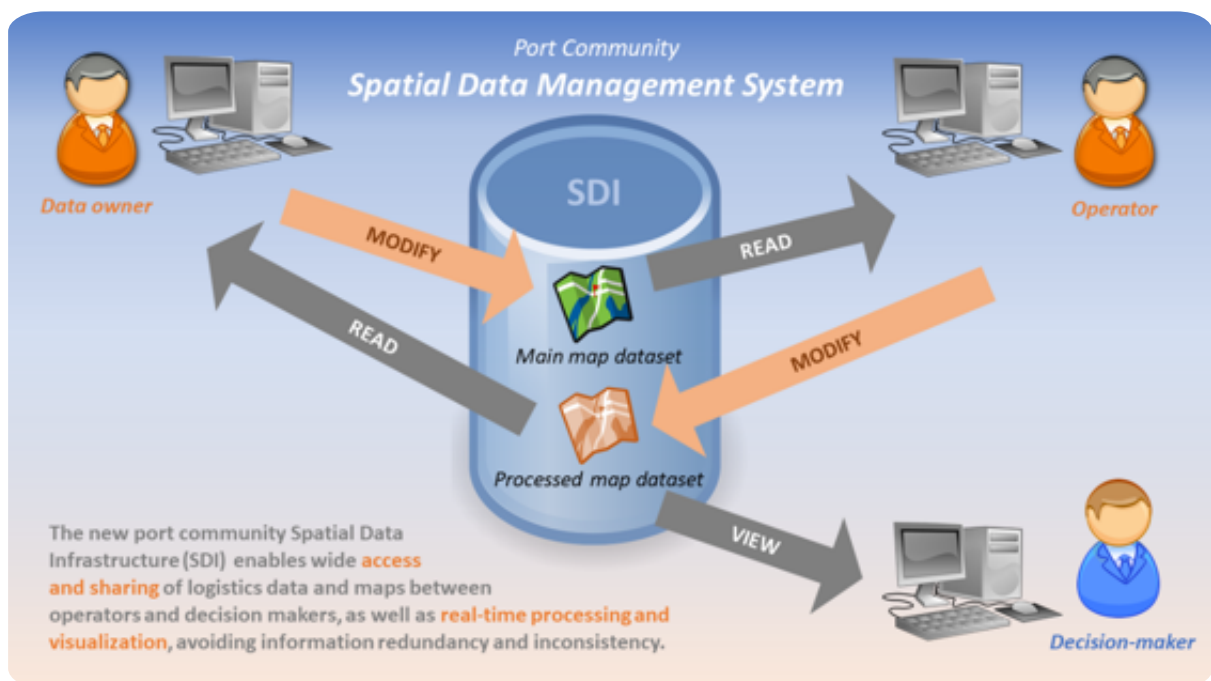 Port Community
Spatial Data Management System
Data owner
Operator
SDI
MODIFY
READ
READ
MODIFY
Main map dataset
Processed map dataset
VIEW
The new port community Spatial Data
Infrastructure (SDI) enables wide access
and sharing of logistics data and maps between
operators and decision makers, as well as real-time processing and
visualization, avoiding information redundancy and inconsistency.
Decision-maker